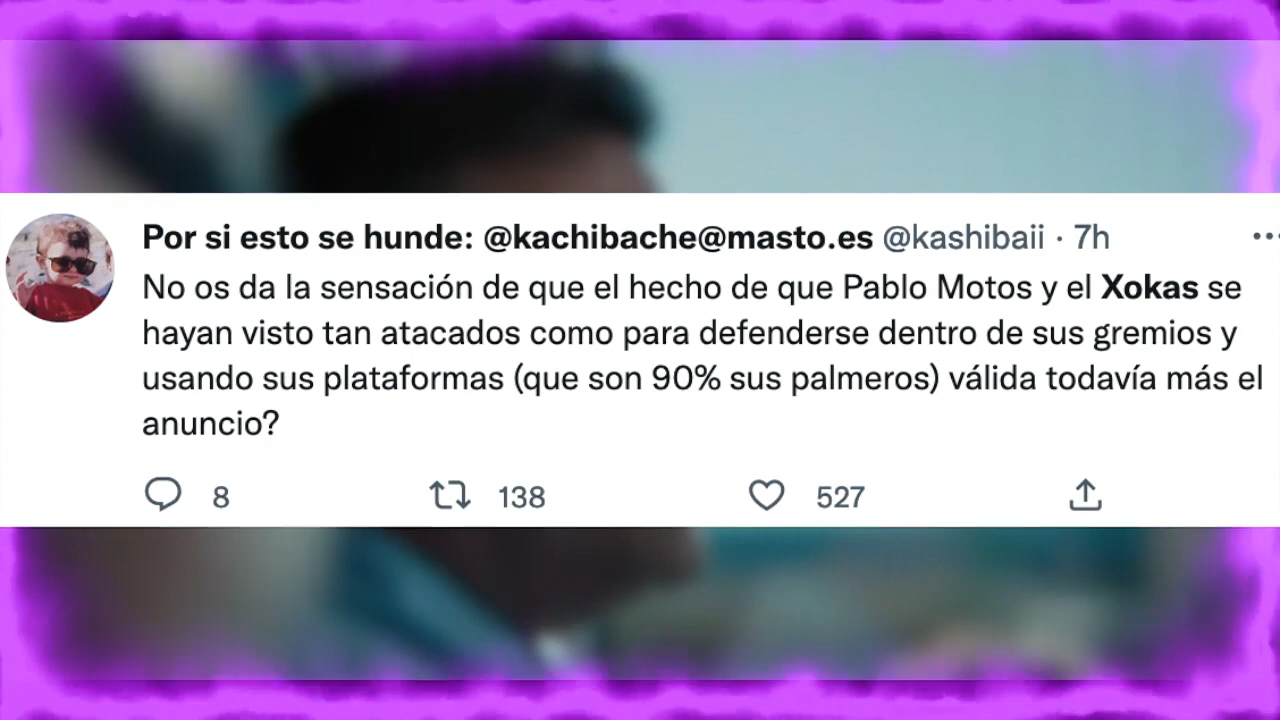 Por si esto se hunde: @kachibache@masto.es @kashibaii · 7h
No os da la sensación de que el hecho de que Pablo Motos y el Xokas se
hayan visto tan atacados como para defenderse dentro de sus gremios y
usando sus plataformas (que son 90% sus palmeros) válida todavía más el
anuncio?
8 138 527